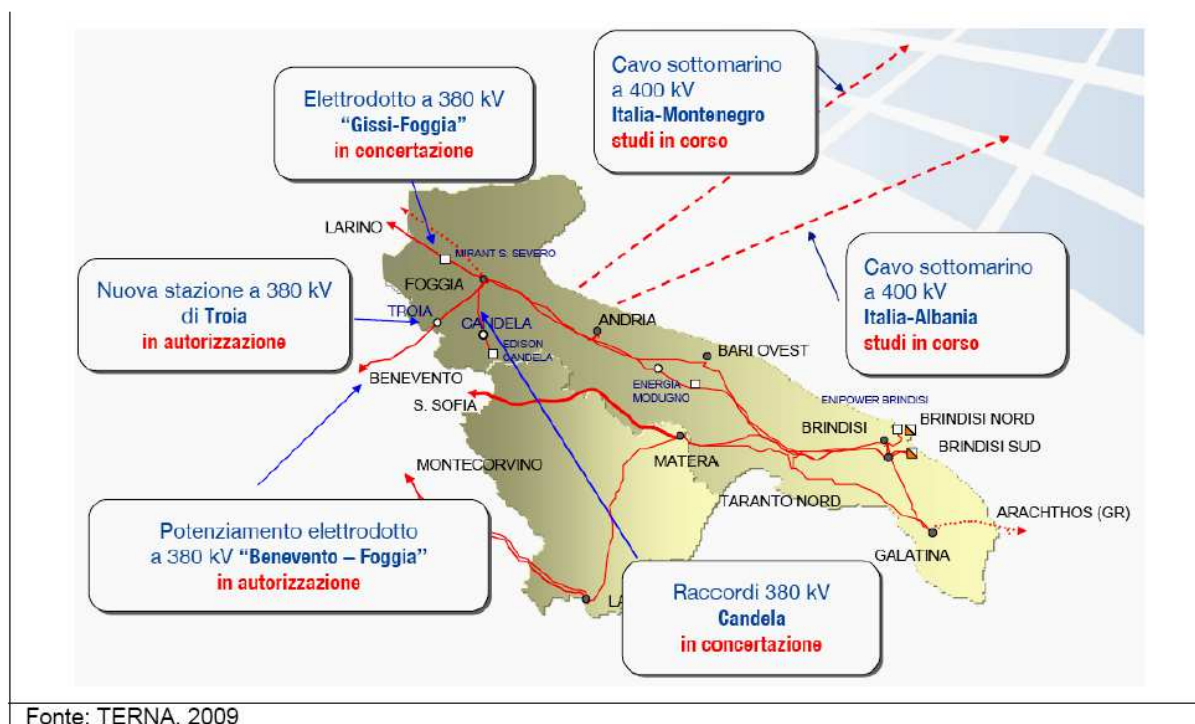 Elettrodotto a 380 kV
“Gissi-Foggia”
in concertazione
Cavo sottomarino
a 400 kV
Italia-Montenegro
studi in corso
LARINO
MIRANT S. SEVERO
FOGGIA
Nuova stazione a 380 kV
di Troia
in autorizzazione
TROIA
CANDELA
EDISON
CANDELA
ANDRIA
BARI OVEST
Cavo sottomarino
a 400 kV
Italia-Albania
studi in corso
BENEVENTO
S. SOFIA
ENERGIA
MODUGNO
ENIPOWER BRINDISI
BRINDISI NORD
BRINDISI
BRINDISI SUD
MONTECORVINO
MATERA
TARANTO NORD
ARACHTHOS (GR)
GALATINA
Potenziamento elettrodotto
a 380 kV “Benevento – Foggia”
in autorizzazione
LA
Raccordi 380 kV
Candela
in concertazione
Fonte: TERNA, 2009